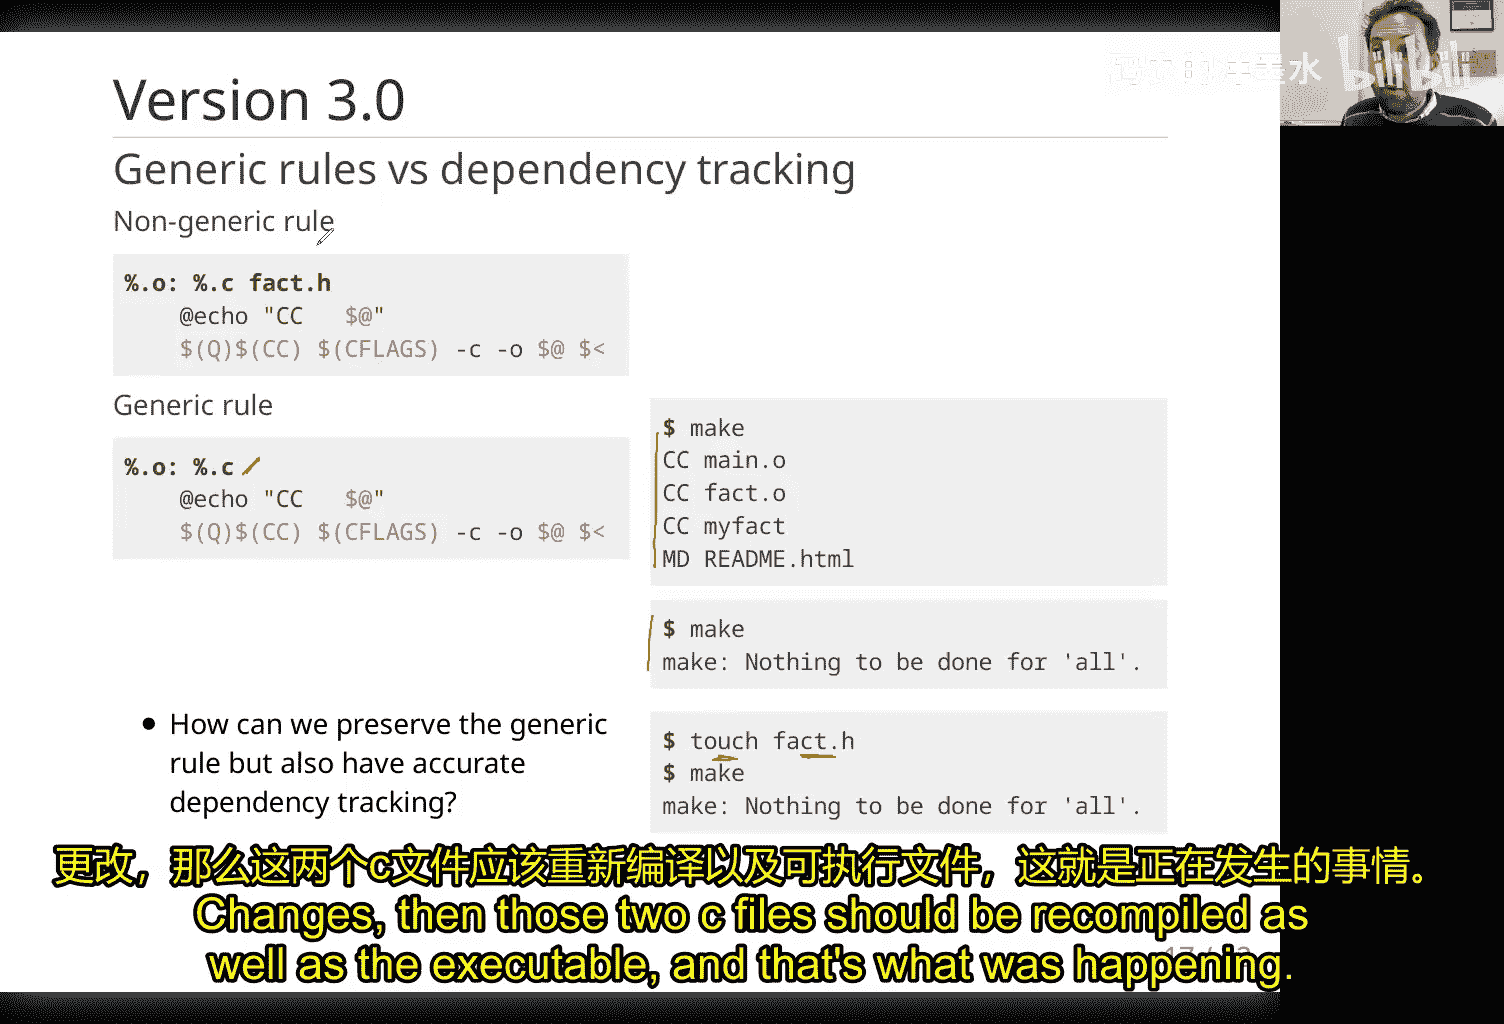 Version 3.0
Generic rules vs dependency tracking
Non-generic rule
%.o: %.c fact.h
@echo "CC   $@"
$(Q)$(CC) $(CFLAGS) -c -o $@ $<
Generic rule
%.o: %.c
@echo "CC   $@"
$(Q)$(CC) $(CFLAGS) -c -o $@ $<
● How can we preserve the generic
rule but also have accurate
dependency tracking?
$ make
CC main.o
CC fact.o
CC myfact
MD README.html
$ make
make: Nothing to be done for 'all'.
$ touch fact.h
$ make
make: Nothing to be done for 'all'.
更改，那么这两个c文件应该重新编译以及可执行文件，这就是正在发生的事情。
Changes, then those two c files should be recompiled as
well as the executable, and that's what was happening.
bilibili